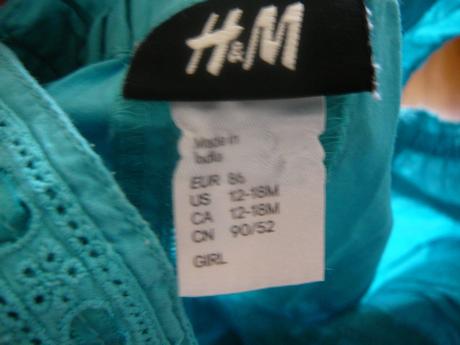 H&M
Made in
India
EUR 86
US 12-18M
CA 12-18M
CN 90/52
GIRL